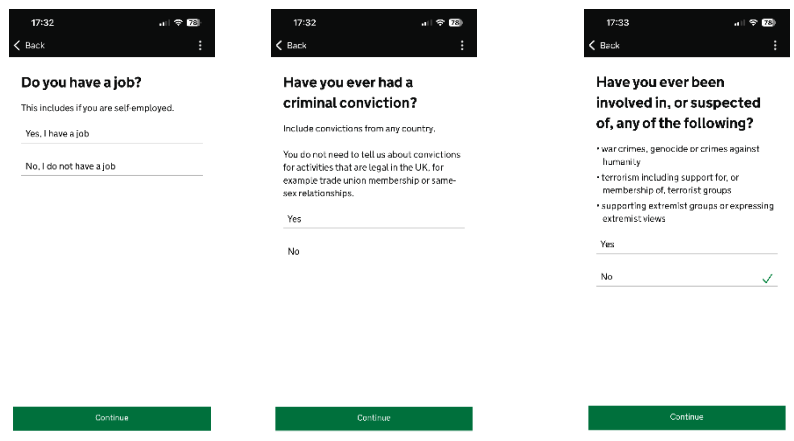 17:32
78
Back
Do you have a job?
This includes if you are self-employed.
Yes, I have a job
No, I do not have a job
Continue
17:32
78
Back
Have you ever had a
criminal conviction?
Include convictions from any country.
You do not need to tell us about convictions
for activities that are legal in the UK, for
example trade union membership or same-
sex relationships.
Yes
No
Continue
17:33
78
Back
Have you ever been
involved in, or suspected
of, any of the following?
• war crimes, genocide or crimes against
humanity
• terrorism including support for, or
membership of, terrorist groups
• supporting extremist groups or expressing
extremist views
Yes
No
Continue